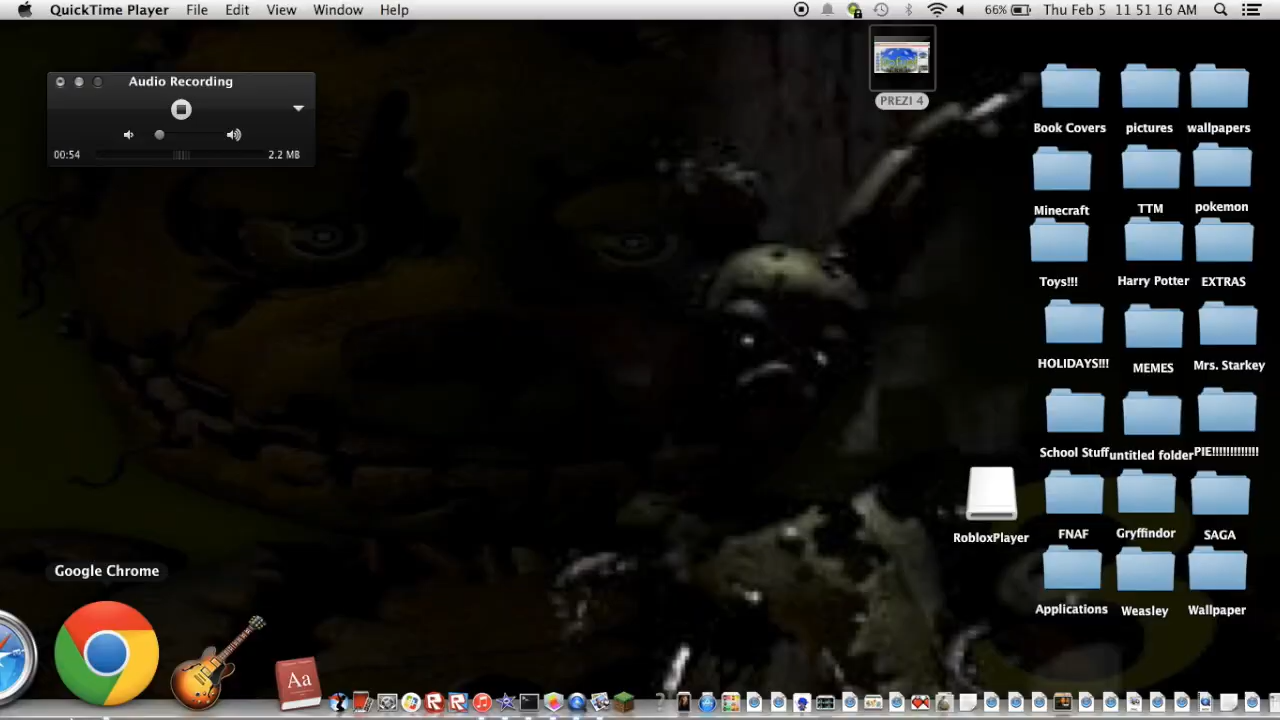 QuickTime Player File Edit View Window Help 66% Thu Feb 5 11 51 16 AM
Audio Recording
00:54 2.2 MB
PREZI 4
Book Covers pictures wallpapers
Minecraft TTM pokemon
Toys!!! Harry Potter EXTRAS
HOLIDAYS!!! MEMES Mrs. Starkey
School Stuff untitled folder PIE!!!!!!!!!!!!!
RobloxPlayer FNAF Gryffindor SAGA
Applications Weasley Wallpaper
Google Chrome
Aa